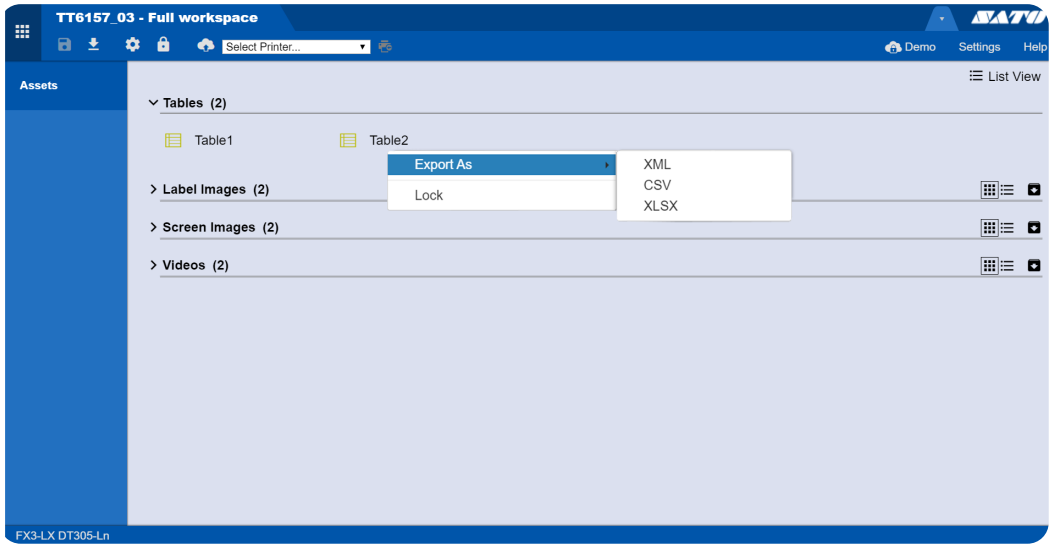 TT6157_03 - Full workspace
SATO
Select Printer...
Demo Settings Help
Assets
List View
Tables (2)
Table1 Table2
Export As
XML
CSV
XLSX
Lock
Label Images (2)
Screen Images (2)
Videos (2)
FX3-LX DT305-Ln